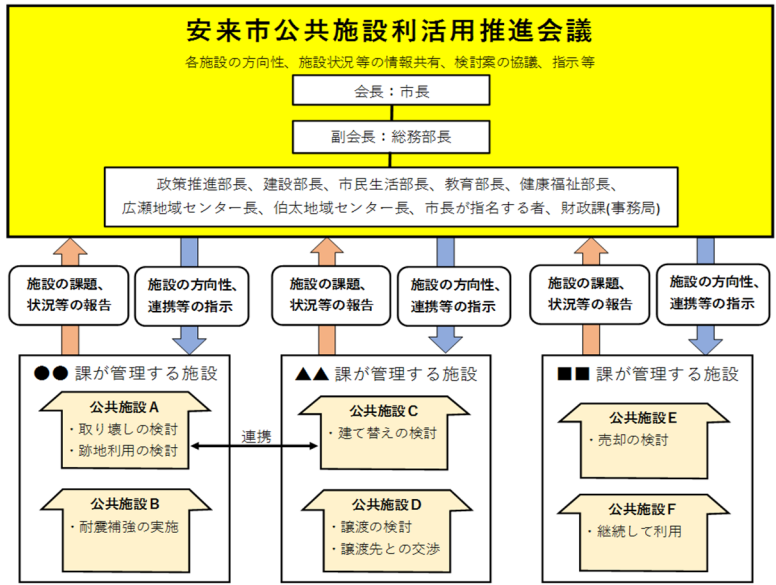 安来市公共施設利活用推進会議
各施設の方向性、施設状況等の情報共有、検討案の協議、指示等
会長：市長
副会長：総務部長
政策推進部長、建設部長、市民生活部長、教育部長、健康福祉部長、
広瀬地域センター長、伯太地域センター長、市長が指名する者、財政課(事務局)
施設の課題、
状況等の報告
施設の方向性、
連携等の指示
施設の課題、
状況等の報告
施設の方向性、
連携等の指示
施設の課題、
状況等の報告
施設の方向性、
連携等の指示
●●課が管理する施設
公共施設A
・取り壊しの検討
・跡地利用の検討
公共施設B
・耐震補強の実施
連携
▲▲課が管理する施設
公共施設C
・建て替えの検討
公共施設D
・譲渡の検討
・譲渡先との交渉
■■課が管理する施設
公共施設E
・売却の検討
公共施設F
・継続して利用